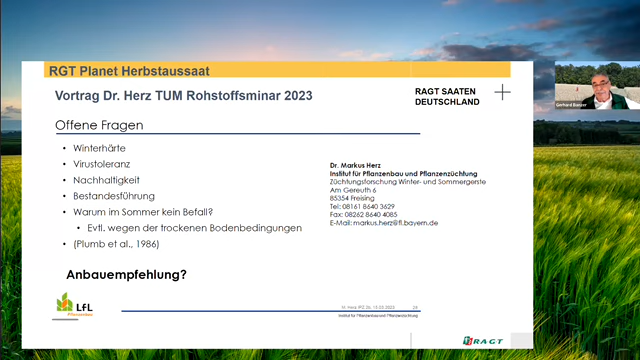 RGT Planet Herbstaussaat
Vortrag Dr. Herz TUM Rohstoffsminar 2023
RAGT SAATEN
DEUTSCHLAND
Offene Fragen
• Winterhärte
• Virustoleranz
• Nachhaltigkeit
• Bestandesführung
• Warum im Sommer kein Befall?
• Evtl. wegen der trockenen Bodenbedingungen
• (Plumb et al., 1986)
Anbauempfehlung?
Dr. Markus Herz
Institut für Pflanzenbau und Pflanzenzüchtung
Züchtungsforschung Winter- und Sommergerste
Am Gereuth 6
85354 Freising
Tel: 08161 8640 3629
Fax: 08262 8640 4085
E-Mail: markus.herz@lfl.bayern.de
LfL
Pflanzenbau
Institut für Pflanzenbau und Pflanzenzüchtung
RAGT
Gerhard